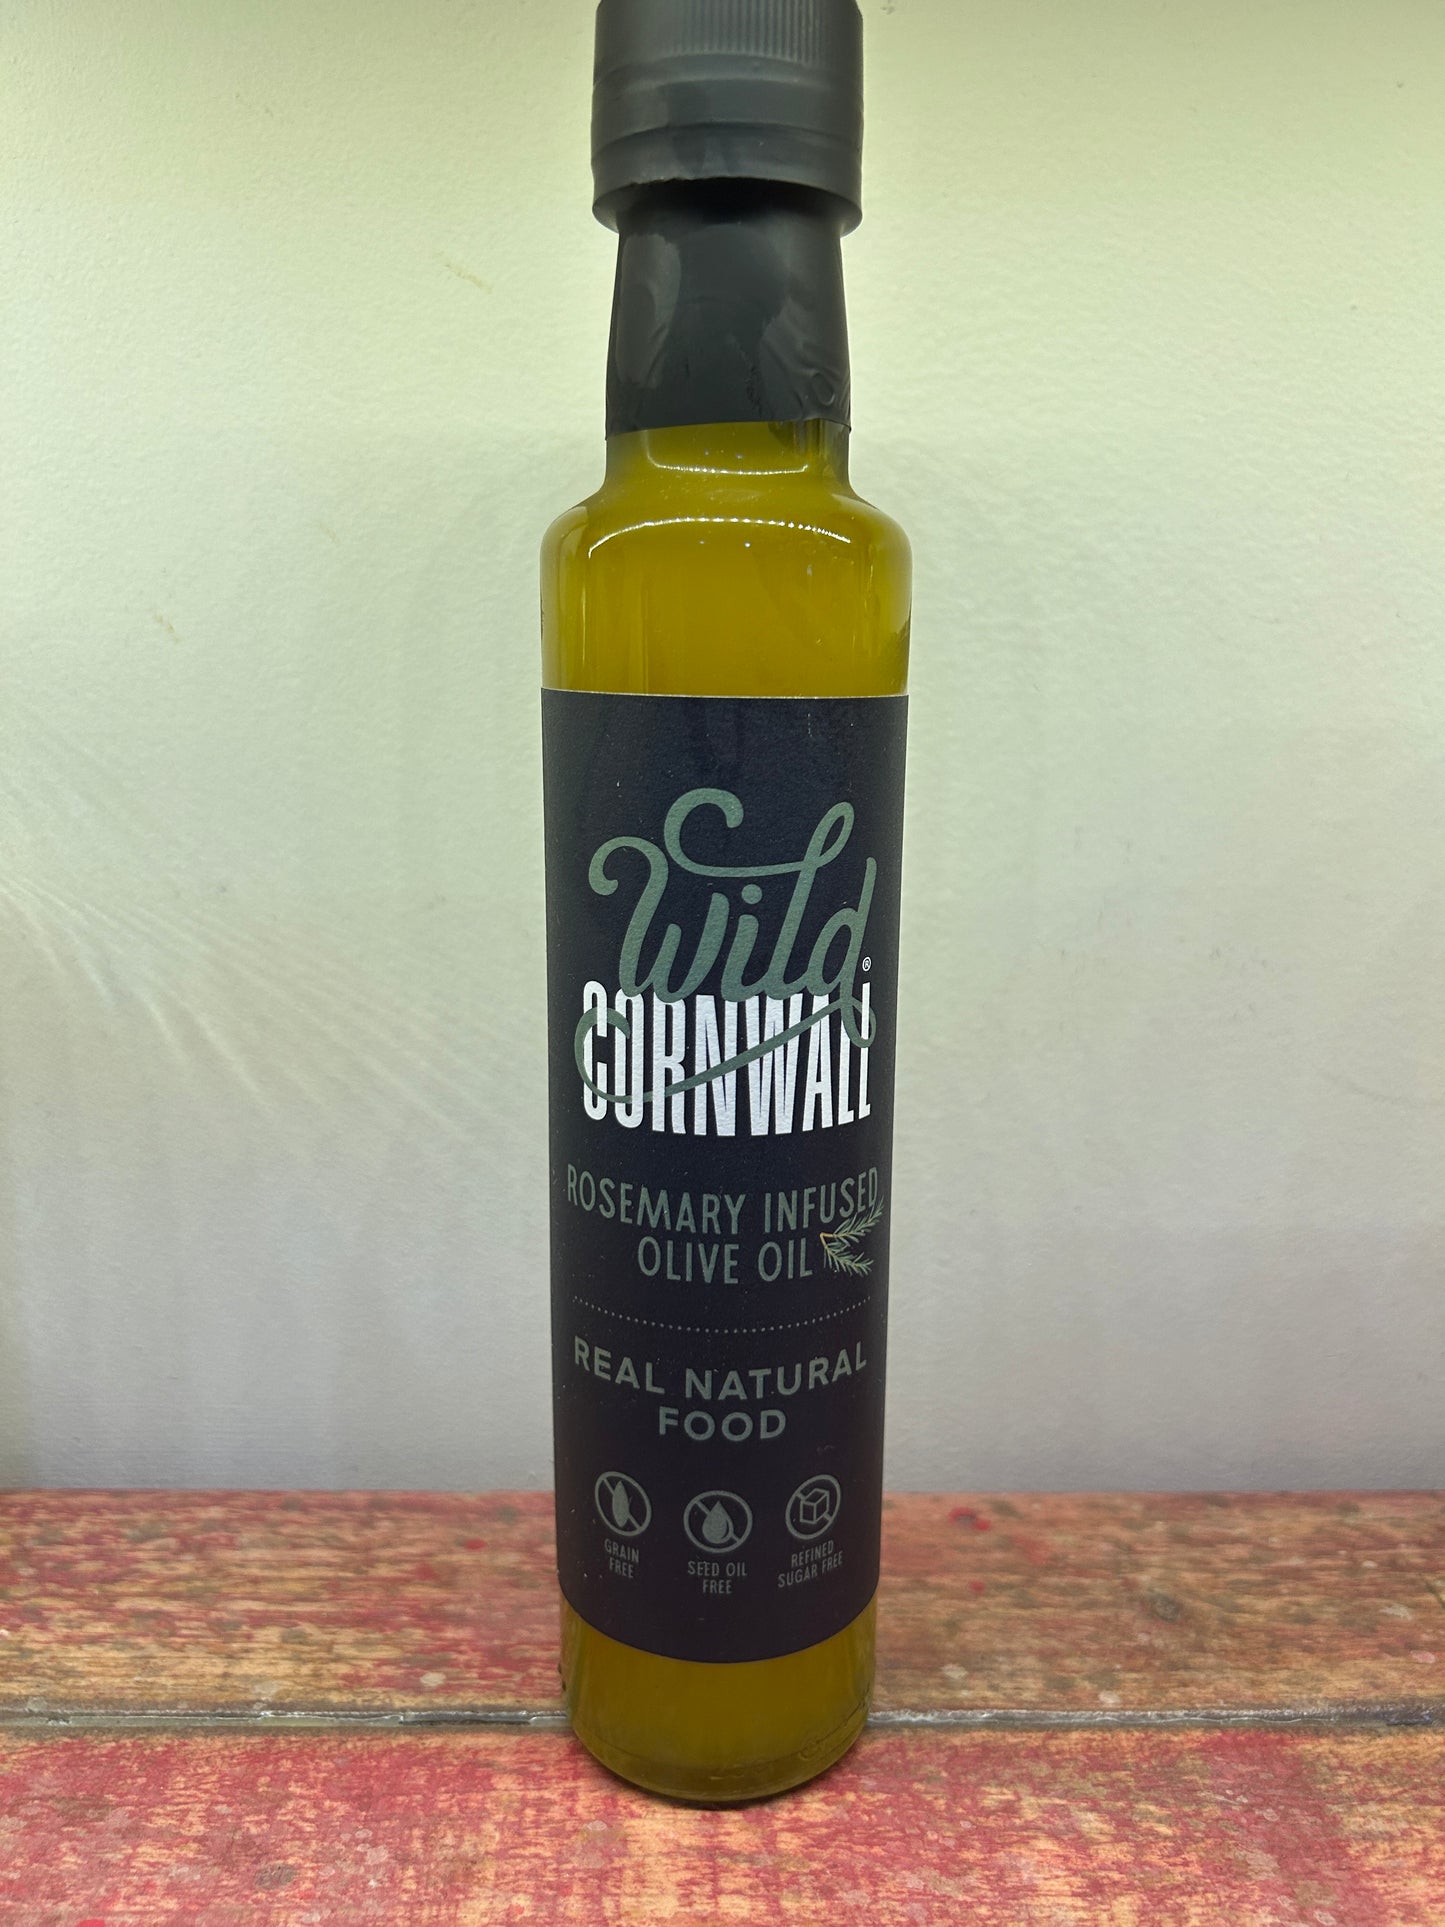 Wild®
CORNWALL
ROSEMARY INFUSED
OLIVE OIL
REAL NATURAL
FOOD
GRAIN
FREE
SEED OIL
FREE
REFINED
SUGAR FREE